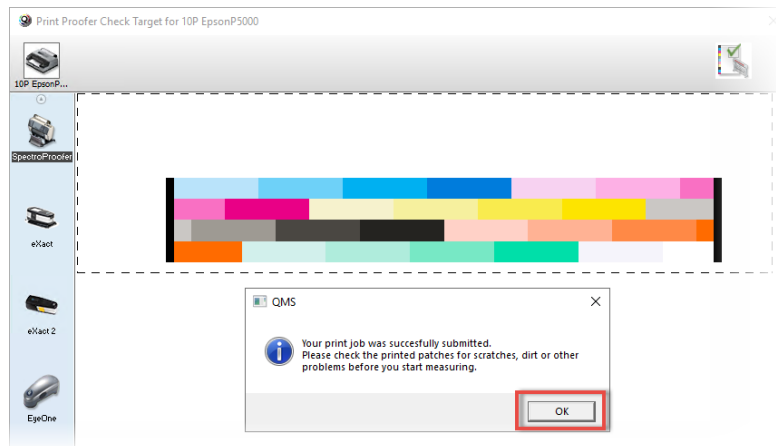 Print Proofer Check Target for 10P EpsonP5000
10P EpsonP...
SpectroProofer
eXact
eXact 2
EyeOne
QMS
Your print job was succesfully submitted.
Please check the printed patches for scratches, dirt or other
problems before you start measuring.
OK